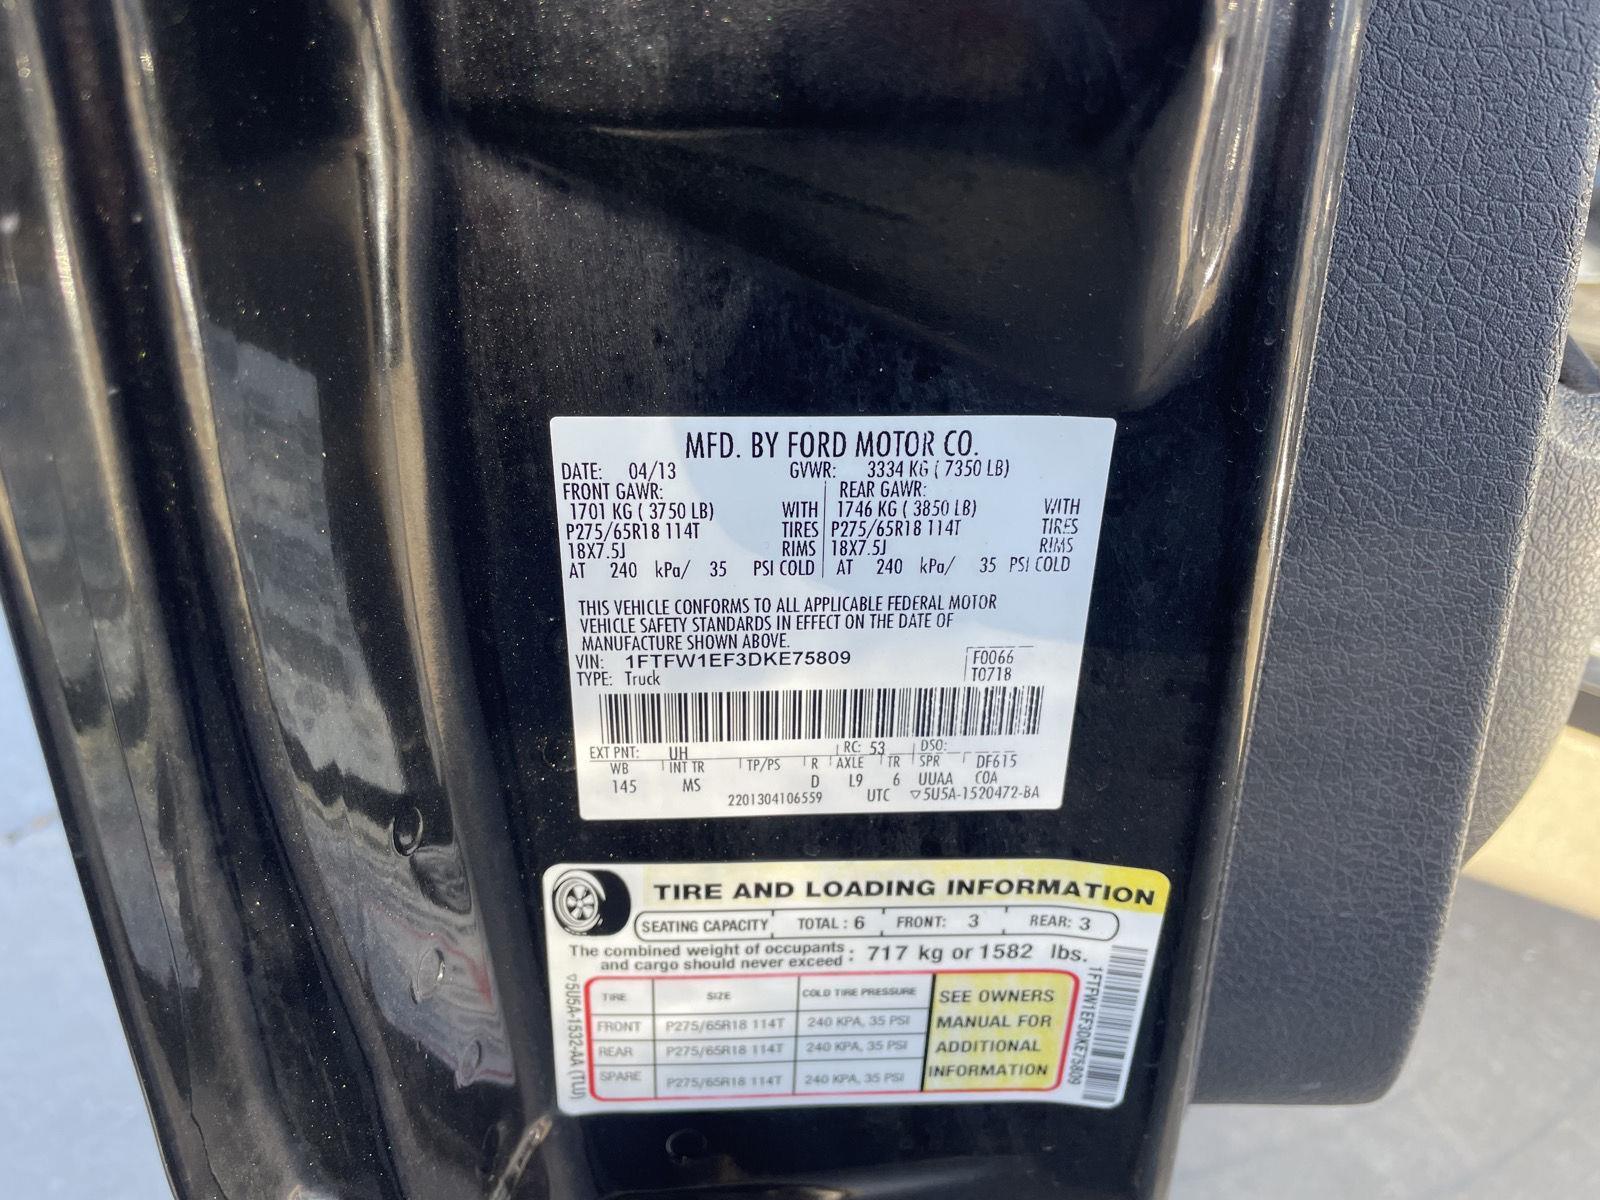 MFD. BY FORD MOTOR CO.
DATE: 04/13 GVWR: 3334 KG ( 7350 LB)
FRONT GAWR: REAR GAWR:
1701 KG ( 3750 LB) WITH 1746 KG ( 3850 LB) WITH
P275/65R18 114T TIRES P275/65R18 114T TIRES
18X7.5J RIMS 18X7.5J RIMS
AT 240 kPa/ 35 PSI COLD AT 240 kPa/ 35 PSI COLD
THIS VEHICLE CONFORMS TO ALL APPLICABLE FEDERAL MOTOR
VEHICLE SAFETY STANDARDS IN EFFECT ON THE DATE OF
MANUFACTURE SHOWN ABOVE.
VIN: 1FTFW1EF3DKE75809 F0066
TYPE: Truck T0718
EXT PNT: UH RC: 53 DSO:
WB INT TR TP/PS R AXLE TR SPR DF615
145 MS D L9 6 UUAA C0A
2201304106559 UTC ▽5U5A-1520472-BA
TIRE AND LOADING INFORMATION
SEATING CAPACITY TOTAL : 6 FRONT: 3 REAR: 3
The combined weight of occupants
and cargo should never exceed : 717 kg or 1582 lbs.
TIRE SIZE COLD TIRE PRESSURE SEE OWNERS
FRONT P275/65R18 114T 240 KPA, 35 PSI MANUAL FOR
REAR P275/65R18 114T 240 KPA, 35 PSI ADDITIONAL
SPARE P275/65R18 114T 240 KPA, 35 PSI INFORMATION
▽5U5A-1532-AA (TLU)
1FTFW1EF3DKE75809